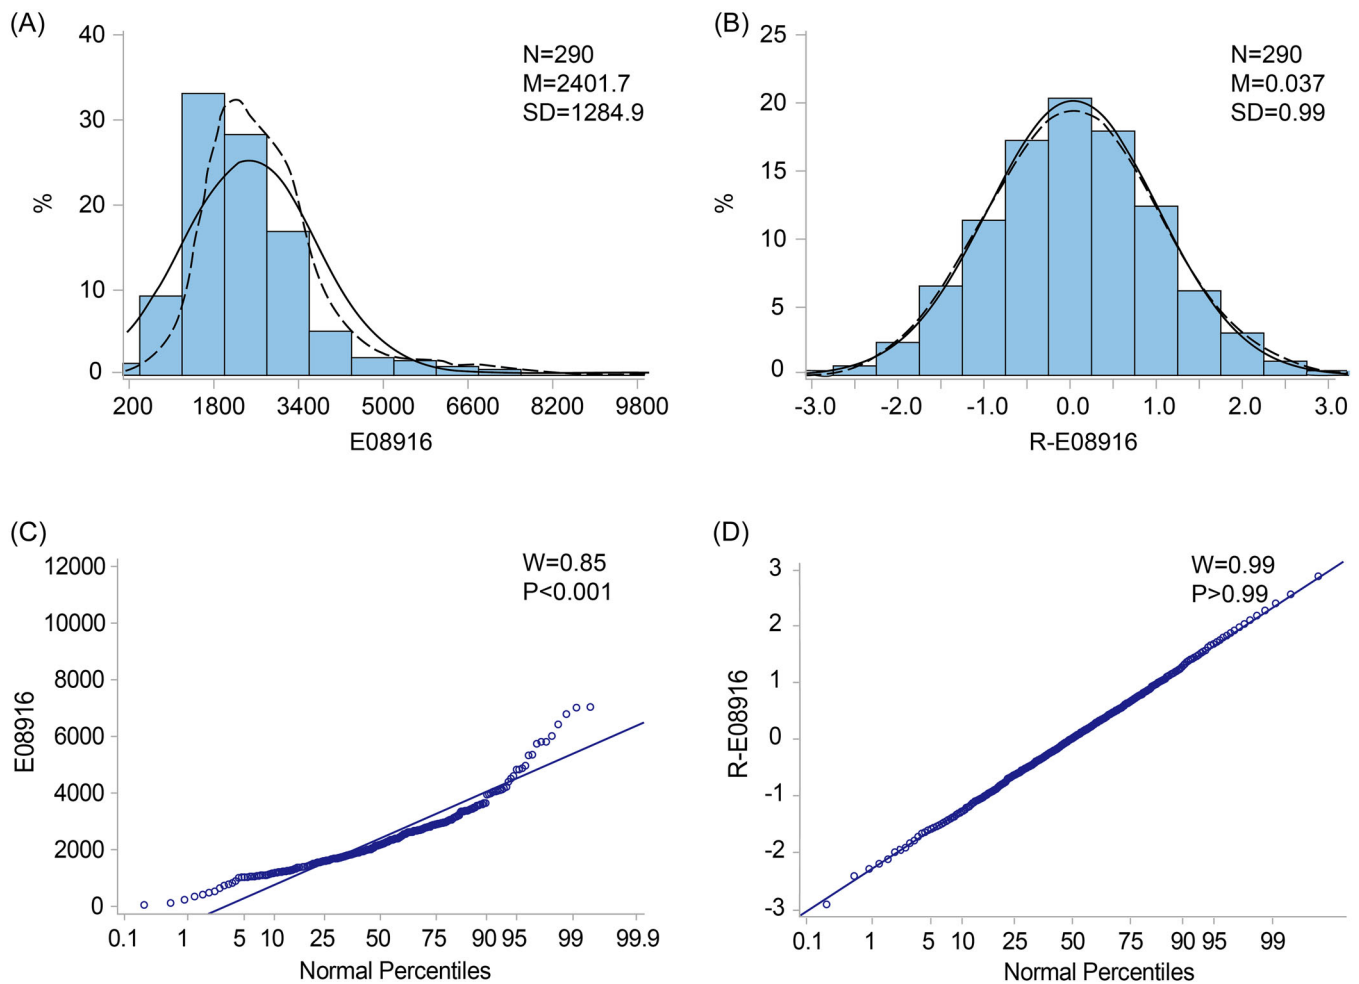 (A)
40
30
20
10
0
%
N=290
M=2401.7
SD=1284.9
200 1800 3400 5000 6600 8200 9800
E08916
(B)
25
20
15
10
5
0
%
N=290
M=0.037
SD=0.99
-3.0 -2.0 -1.0 0.0 1.0 2.0 3.0
R-E08916
(C)
12000
10000
8000
6000
4000
2000
0
E08916
W=0.85
P<0.001
0.1 1 5 10 25 50 75 90 95 99 99.9
Normal Percentiles
(D)
3
2
1
0
-1
-2
-3
R-E08916
W=0.99
P>0.99
0.1 1 5 10 25 50 75 90 95 99
Normal Percentiles